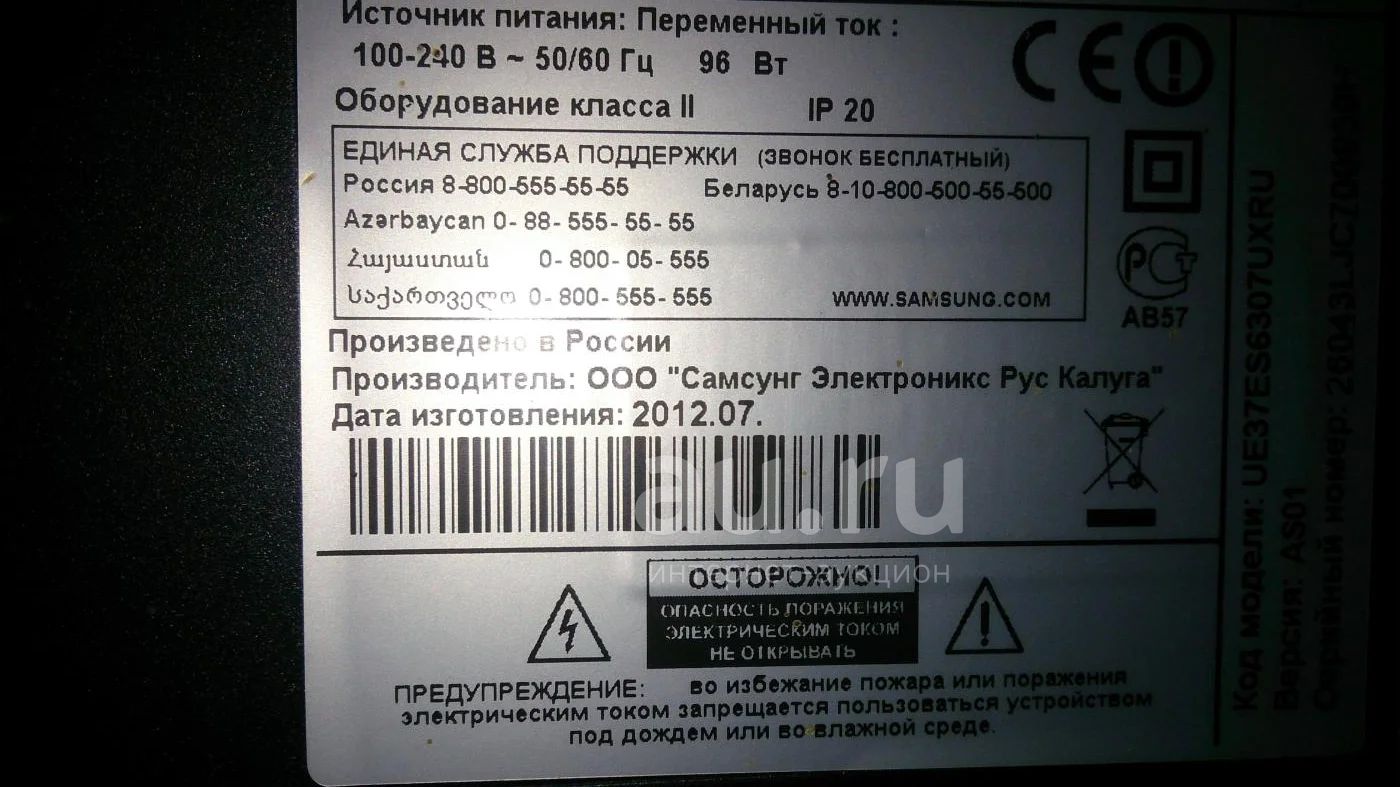 Источник питания: Переменный ток :
100-240 В ~ 50/60 Гц 96 Вт
Оборудование класса II IP 20
ЕДИНАЯ СЛУЖБА ПОДДЕРЖКИ (ЗВОНОК БЕСПЛАТНЫЙ)
Россия 8-800-555-55-55 Беларусь 8-10-800-500-55-500
Azərbaycan 0-88-555-55-55
Հայաստան 0-800-05-555
საქართველო 0-800-555-555 WWW.SAMSUNG.COM
AB57
Произведено в России
Производитель: ООО "Самсунг Электроникс Рус Калуга"
Дата изготовления: 2012.07.
au.ru
интернет-аукцион
ОСТОРОЖНО!
ОПАСНОСТЬ ПОРАЖЕНИЯ
ЭЛЕКТРИЧЕСКИМ ТОКОМ
НЕ ОТКРЫВАТЬ
ПРЕДУПРЕЖДЕНИЕ: во избежание пожара или поражения
электрическим током запрещается пользоваться устройством
под дождем или во влажной среде.
Код модели: UE37ES6307UXRU
Версия: AS01
Серийный номер: